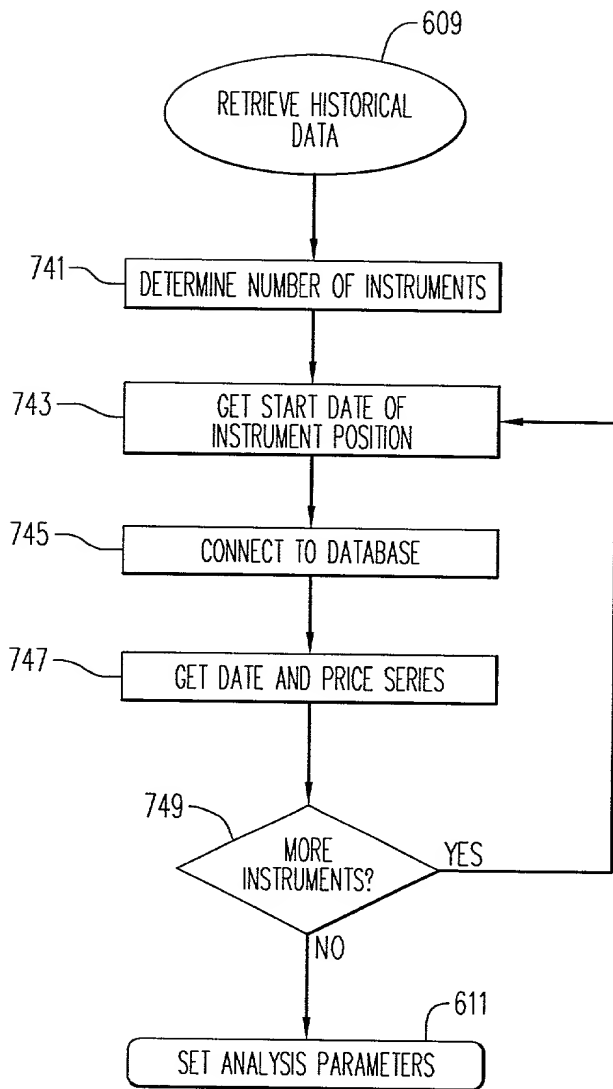 609
RETRIEVE HISTORICAL
DATA
741
DETERMINE NUMBER OF INSTRUMENTS
743
GET START DATE OF
INSTRUMENT POSITION
745
CONNECT TO DATABASE
747
GET DATE AND PRICE SERIES
749
MORE
INSTRUMENTS?
YES
NO
611
SET ANALYSIS PARAMETERS